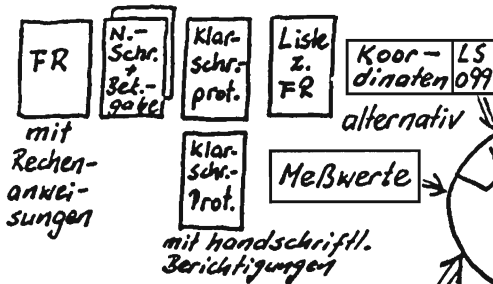 FR
mit
Rechen-
anwei-
sungen
N.-
Schr.
+
Bek.-
gabe
Klar-
schr.-
prot.
Liste
z.
FR
Koor-
dinaten
LS
099
alternativ
Klar-
schr.-
Prot.
mit handschriftl.
Berichtigungen
Meßwerte